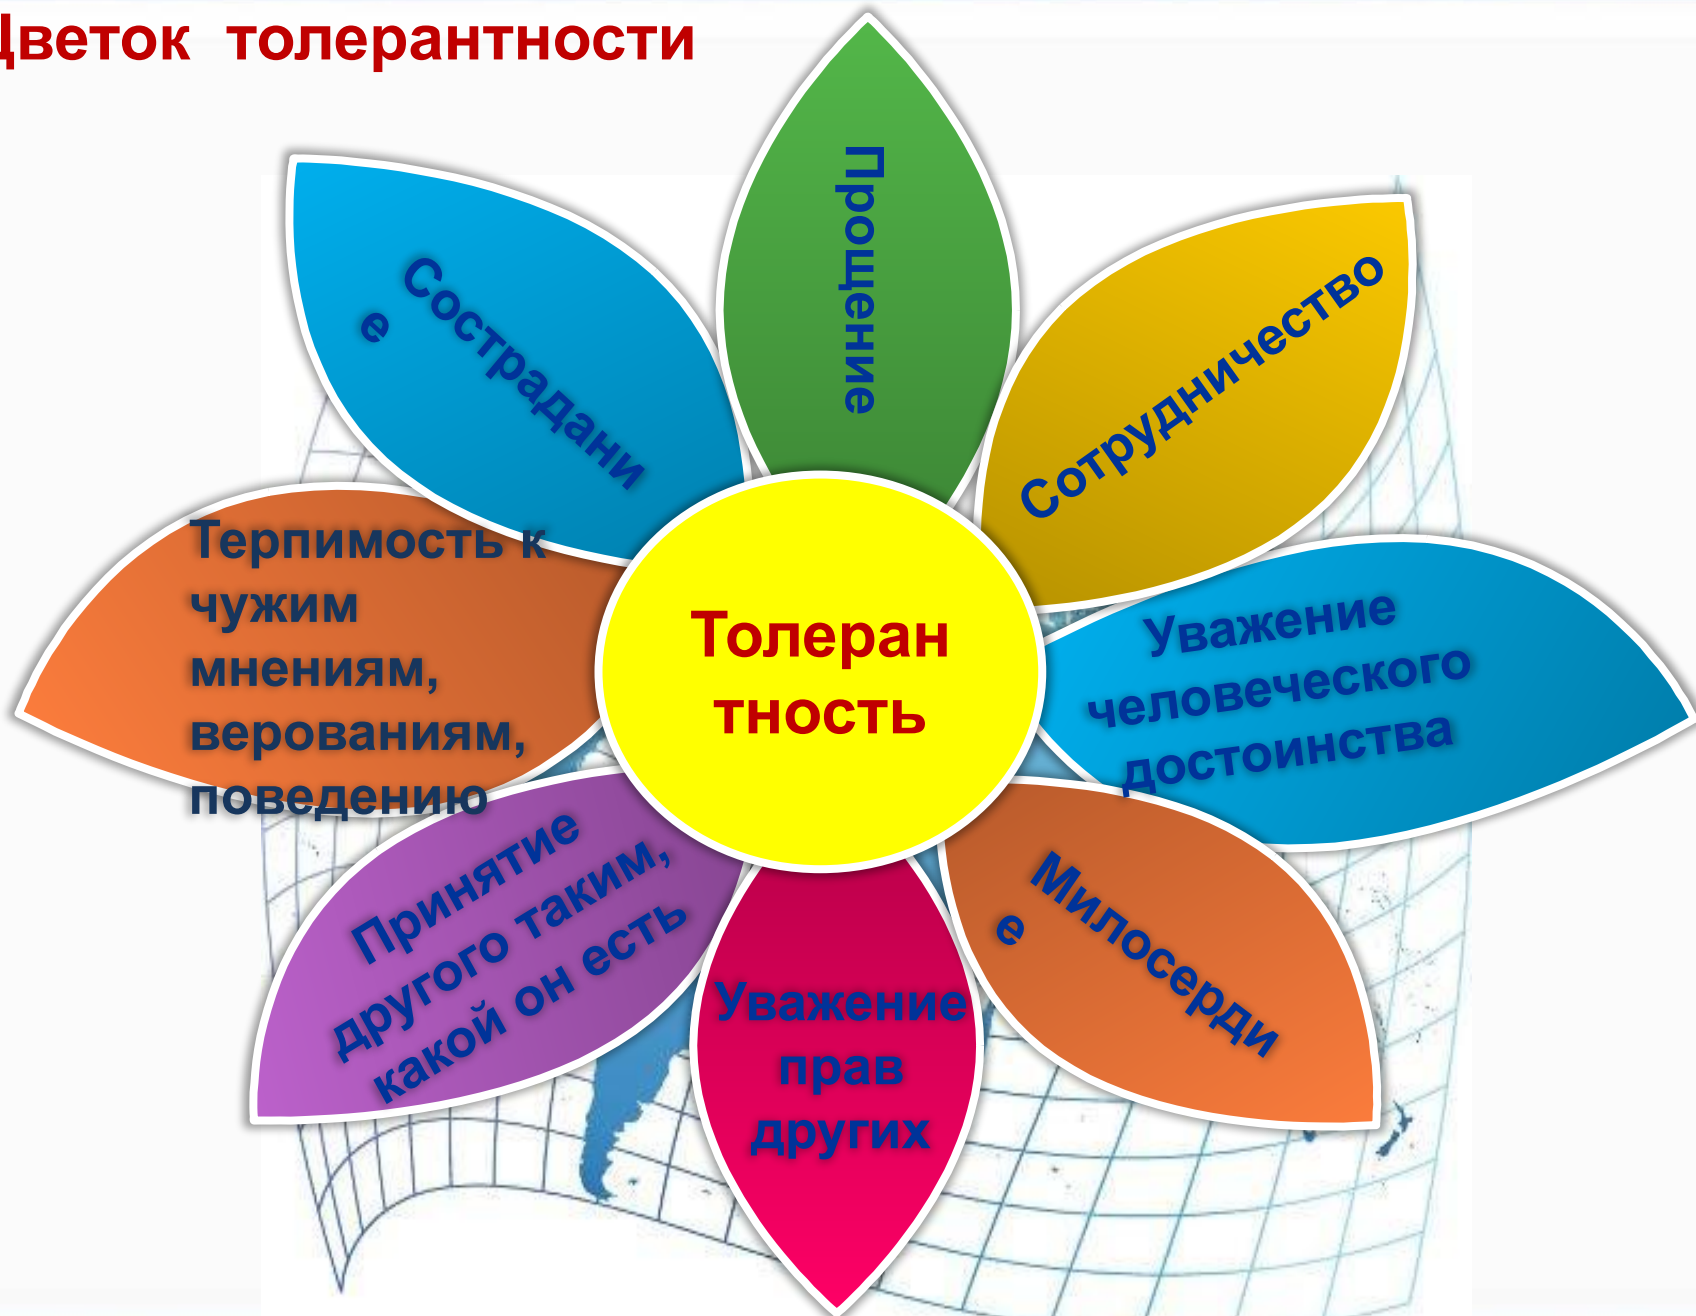 Цветок толерантности
Прощение
Сотрудничество
Уважение
человеческого
достоинства
Милосерди
е
Уважение
прав
других
Принятие
другого таким,
какой он есть
Терпимость к
чужим
мнениям,
верованиям,
поведению
Сострадани
е
Толеран
тность